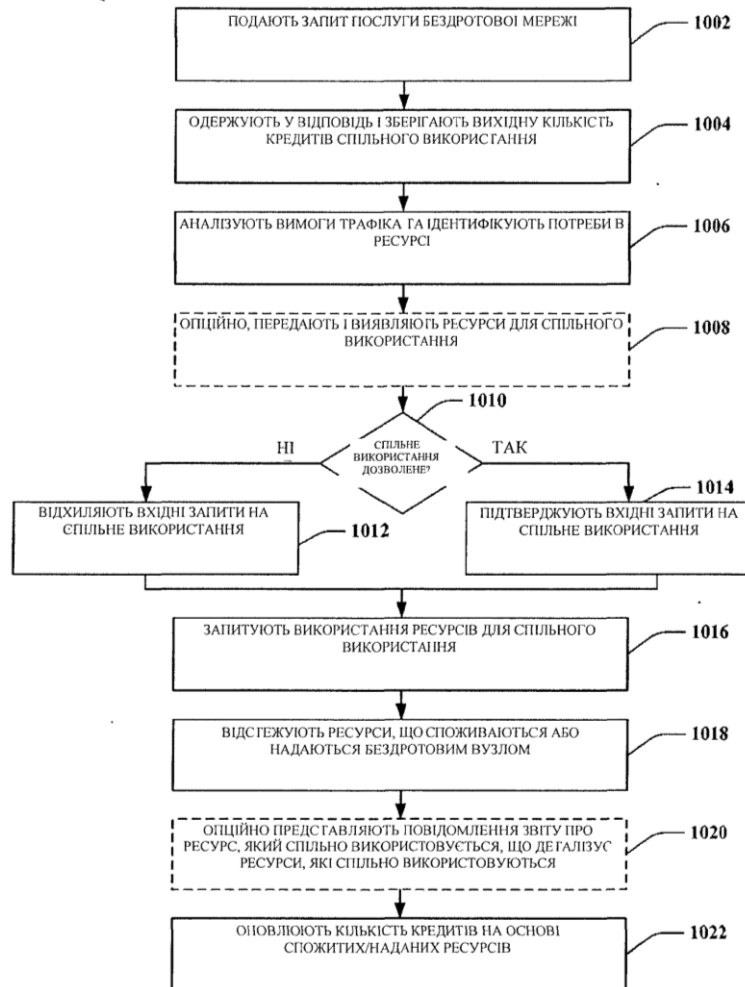 ПОДАЮТЬ ЗАПИТ ПОСЛУГИ БЕЗДРОТОВОЇ МЕРЕЖІ
1002
ОДЕРЖУЮТЬ У ВІДПОВІДЬ І ЗБЕРІГАЮТЬ ВИХІДНУ КІЛЬКІСТЬ
КРЕДИТІВ СПІЛЬНОГО ВИКОРИСТАННЯ
1004
АНАЛІЗУЮТЬ ВИМОГИ ТРАФІКА ТА ІДЕНТИФІКУЮТЬ ПОТРЕБИ В
РЕСУРСІ
1006
ОПЦІЙНО, ПЕРЕДАЮТЬ І ВИЯВЛЯЮТЬ РЕСУРСИ ДЛЯ СПІЛЬНОГО
ВИКОРИСТАННЯ
1008
1010
СПІЛЬНЕ
ВИКОРИСТАННЯ
ДОЗВОЛЕНЕ?
НІ
ТАК
ВІДХИЛЯЮТЬ ВХІДНІ ЗАПИТИ НА
СПІЛЬНЕ ВИКОРИСТАННЯ
1012
1014
ПІДТВЕРДЖУЮТЬ ВХІДНІ ЗАПИТИ НА
СПІЛЬНЕ ВИКОРИСТАННЯ
ЗАПИТУЮТЬ ВИКОРИСТАННЯ РЕСУРСІВ ДЛЯ СПІЛЬНОГО
ВИКОРИСТАННЯ
1016
ВІДСТЕЖУЮТЬ РЕСУРСИ, ЩО СПОЖИВАЮТЬСЯ АБО
НАДАЮТЬСЯ БЕЗДРОТОВИМ ВУЗЛОМ
1018
ОПЦІЙНО ПРЕДСТАВЛЯЮТЬ ПОВІДОМЛЕННЯ ЗВІТУ ПРО
РЕСУРС, ЯКИЙ СПІЛЬНО ВИКОРИСТОВУЄТЬСЯ, ЩО ДЕТАЛІЗУЄ
РЕСУРСИ, ЯКІ СПІЛЬНО ВИКОРИСТОВУЮТЬСЯ
1020
ОНОВЛЮЮТЬ КІЛЬКІСТЬ КРЕДИТІВ НА ОСНОВІ
СПОЖИТИХ/НАДАНИХ РЕСУРСІВ
1022